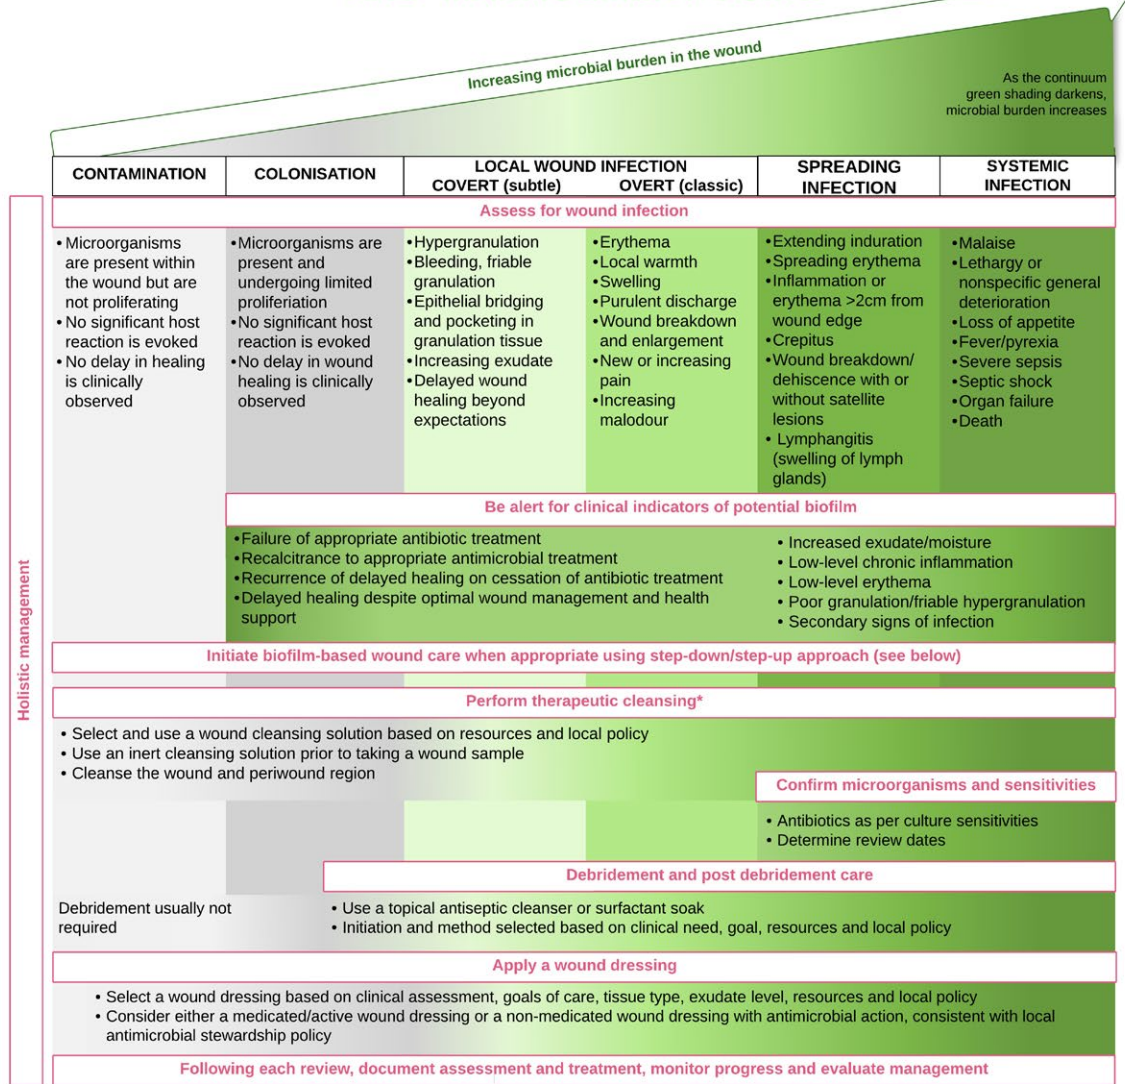 Increasing microbial burden in the wound
As the continuum
green shading darkens,
microbial burden increases
CONTAMINATION
COLONISATION
LOCAL WOUND INFECTION
COVERT (subtle) OVERT (classic)
SPREADING
INFECTION
SYSTEMIC
INFECTION
Holistic management
Assess for wound infection
• Microorganisms
are present within
the wound but are
not proliferating
• No significant host
reaction is evoked
• No delay in healing
is clinically
observed
• Microorganisms are
present and
undergoing limited
proliferiation
• No significant host
reaction is evoked
• No delay in wound
healing is clinically
observed
• Hypergranulation
• Bleeding, friable
granulation
• Epithelial bridging
and pocketing in
granulation tissue
• Increasing exudate
• Delayed wound
healing beyond
expectations
• Erythema
• Local warmth
• Swelling
• Purulent discharge
• Wound breakdown
and enlargement
• New or increasing
pain
• Increasing
malodour
• Extending induration
• Spreading erythema
• Inflammation or
erythema >2cm from
wound edge
• Crepitus
• Wound breakdown/
dehiscence with or
without satellite
lesions
• Lymphangitis
(swelling of lymph
glands)
• Malaise
• Lethargy or
nonspecific general
deterioration
• Loss of appetite
• Fever/pyrexia
• Severe sepsis
• Septic shock
• Organ failure
• Death
Be alert for clinical indicators of potential biofilm
• Failure of appropriate antibiotic treatment
• Recalcitrance to appropriate antimicrobial treatment
• Recurrence of delayed healing on cessation of antibiotic treatment
• Delayed healing despite optimal wound management and health
support
• Increased exudate/moisture
• Low-level chronic inflammation
• Low-level erythema
• Poor granulation/friable hypergranulation
• Secondary signs of infection
Initiate biofilm-based wound care when appropriate using step-down/step-up approach (see below)
Perform therapeutic cleansing*
• Select and use a wound cleansing solution based on resources and local policy
• Use an inert cleansing solution prior to taking a wound sample
• Cleanse the wound and periwound region
Confirm microorganisms and sensitivities
• Antibiotics as per culture sensitivities
• Determine review dates
Debridement and post debridement care
Debridement usually not
required
• Use a topical antiseptic cleanser or surfactant soak
• Initiation and method selected based on clinical need, goal, resources and local policy
Apply a wound dressing
• Select a wound dressing based on clinical assessment, goals of care, tissue type, exudate level, resources and local policy
• Consider either a medicated/active wound dressing or a non-medicated wound dressing with antimicrobial action, consistent with local
antimicrobial stewardship policy
Following each review, document assessment and treatment, monitor progress and evaluate management